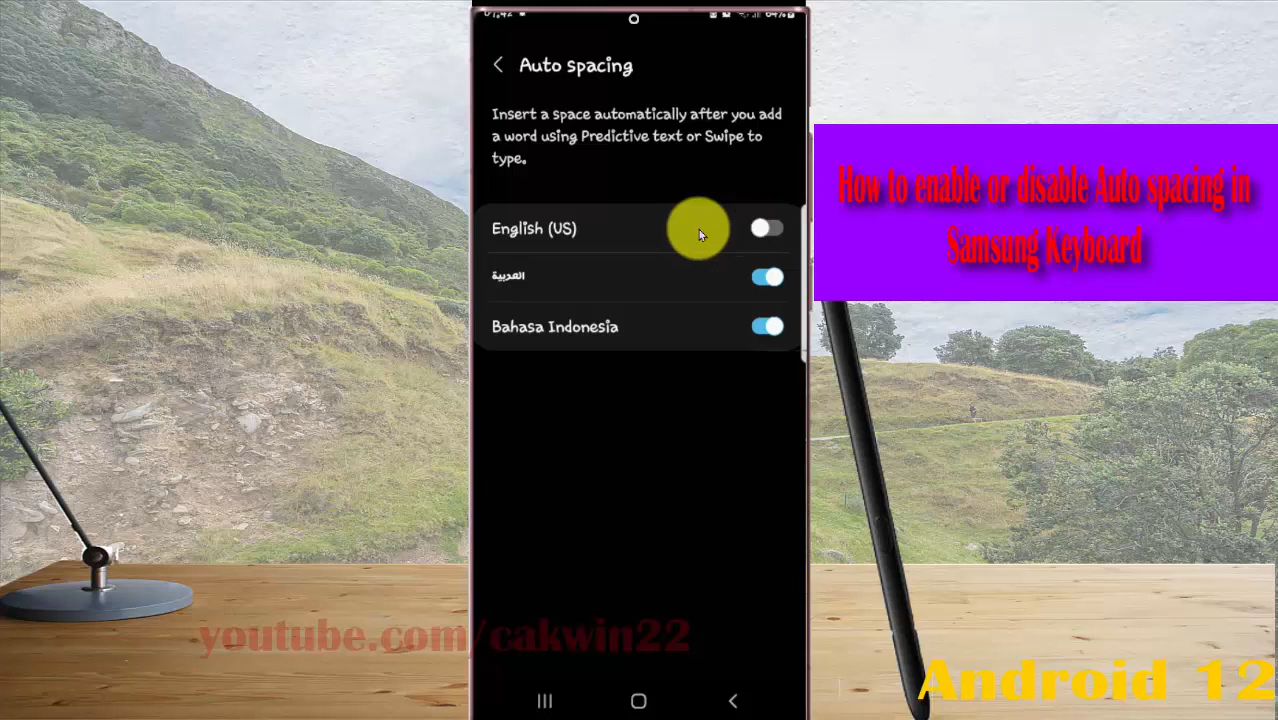 Auto spacing
Insert a space automatically after you add
a word using Predictive text or Swipe to
type.
English (US)
العربية
Bahasa Indonesia
How to enable or disable Auto spacing in
Samsung Keyboard
youtube.com/cakwin22
Android 12